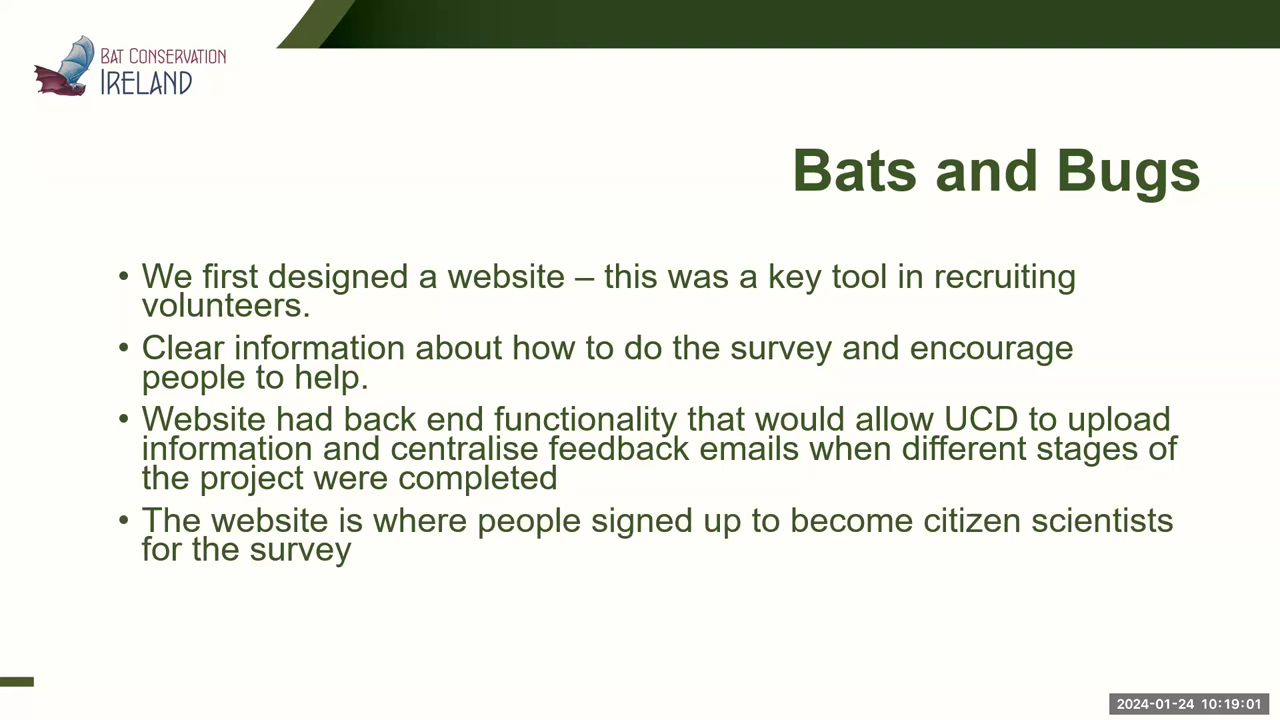 BAT CONSERVATION
IRELAND
Bats and Bugs
• We first designed a website – this was a key tool in recruiting
volunteers.
• Clear information about how to do the survey and encourage
people to help.
• Website had back end functionality that would allow UCD to upload
information and centralise feedback emails when different stages of
the project were completed
• The website is where people signed up to become citizen scientists
for the survey
2024-01-24 10:19:01